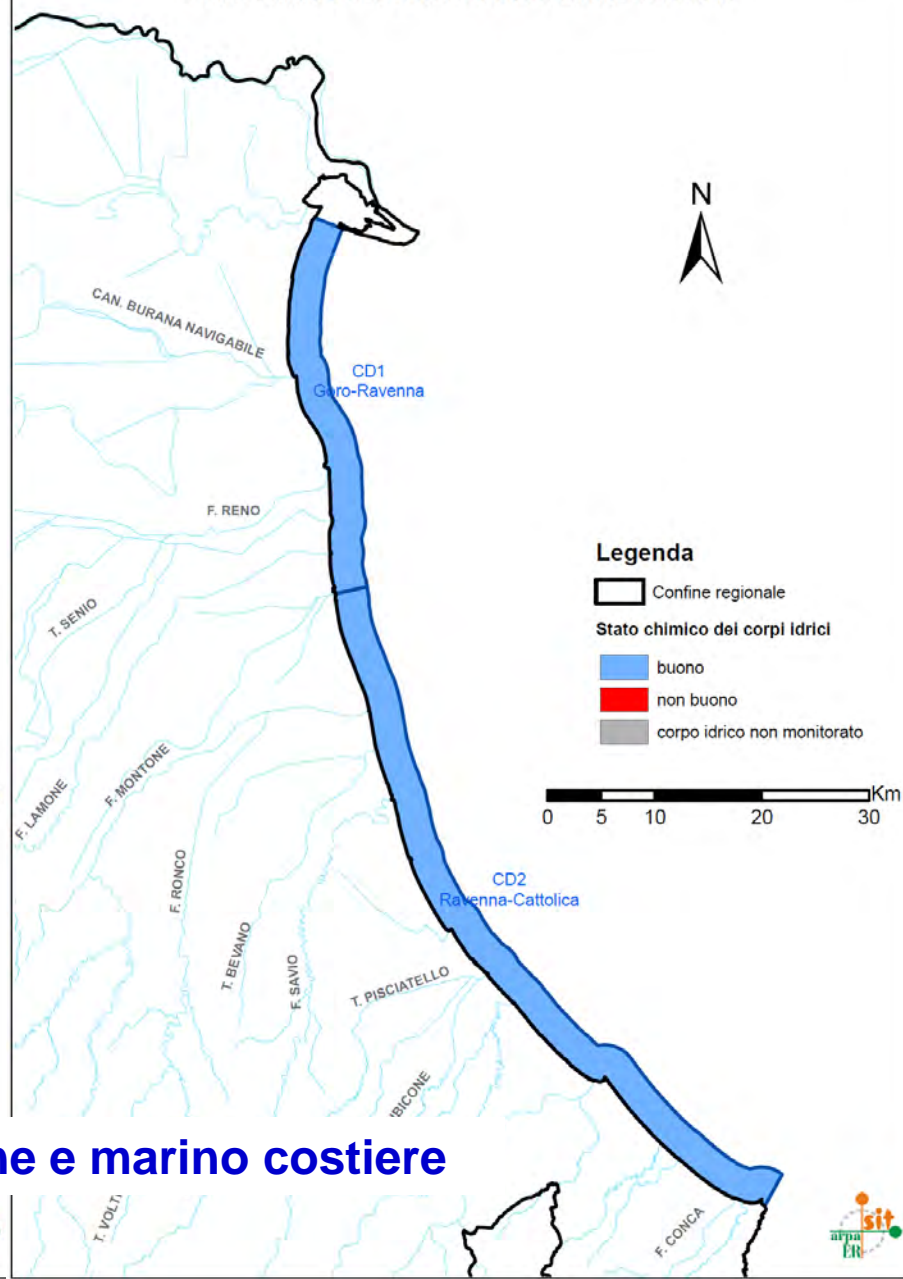 N
CAN. BURANA NAVIGABILE
CD1
Goro-Ravenna
F. RENO
Legenda
Confine regionale
Stato chimico dei corpi idrici
buono
non buono
corpo idrico non monitorato
T. SENIO
Km
0 5 10 20 30
F. LAMONE
F. MONTONE
F. RONCO
CD2
Ravenna-Cattolica
T. BEVANO
F. SAVIO
T. PISCIATELLO
BICONE
ne e marino costiere
T. VOLT
F. CONCA
sit
arpa
ER